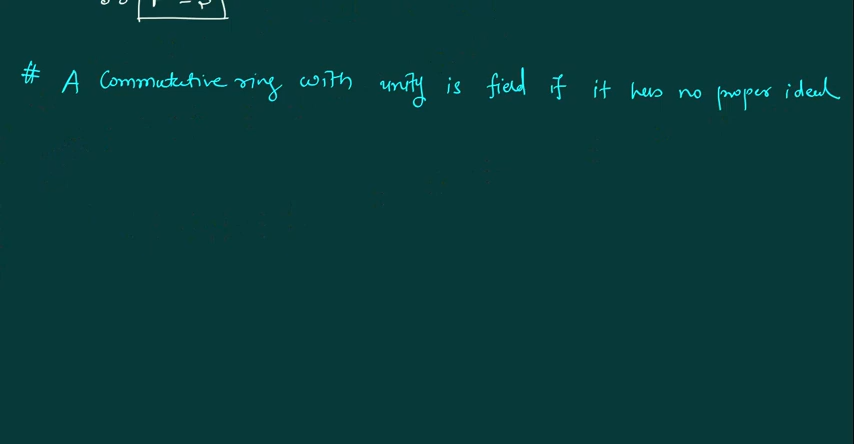 # A Commutative ring with unity is field if it has no proper ideal